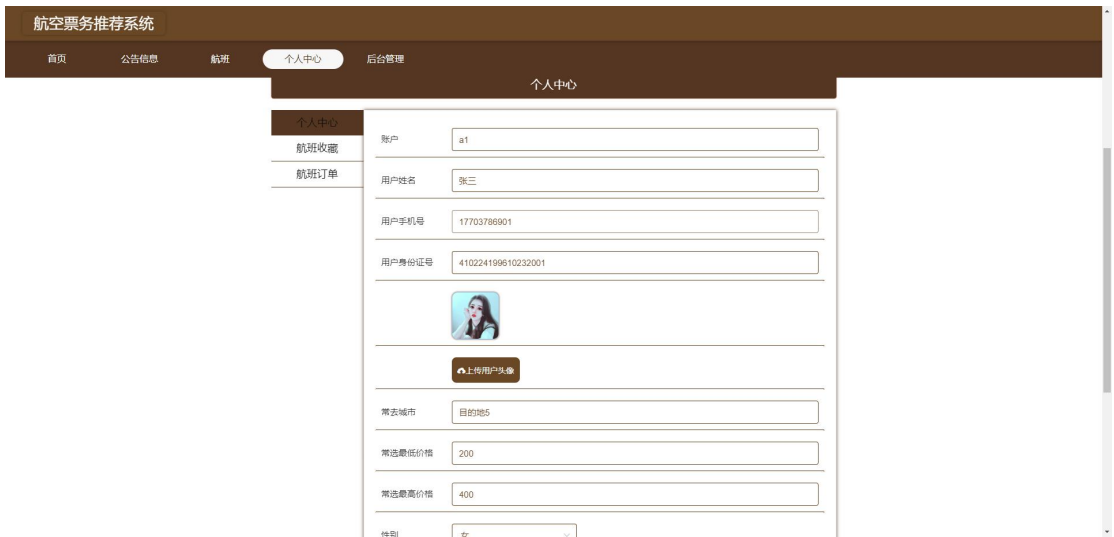 航空票务推荐系统
首页 公告信息 航班 个人中心 后台管理
个人中心
个人中心
航班收藏
航班订单
账户 a1
用户姓名 张三
用户手机号 17703786901
用户身份证号 410224199610232001
上传用户头像
常去城市 目的地5
常选最低价格 200
常选最高价格 400
性别 女